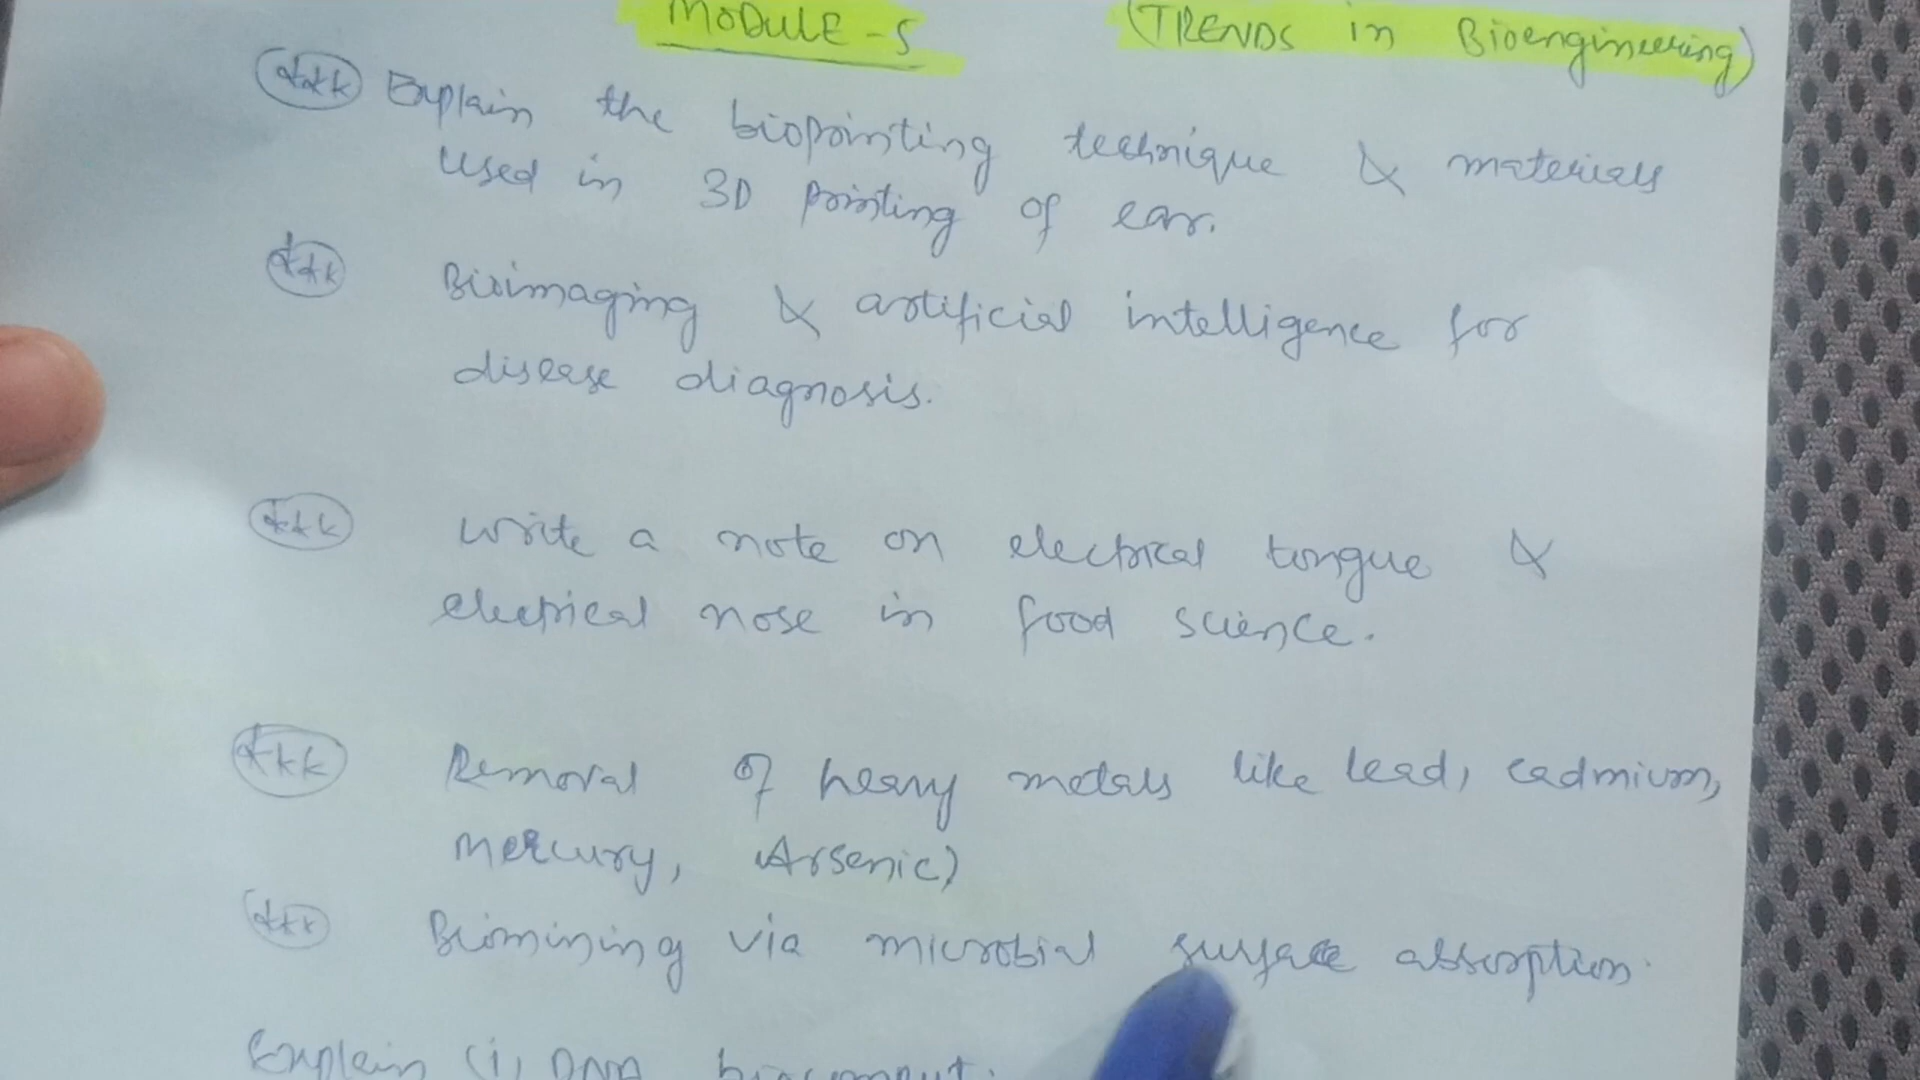 MODULE-5 (TRENDS in Bioengineering)
*** Explain the bioprinting technique & materials
used in 3D printing of ear.
*** Bioimaging & artificial intelligence for
disease diagnosis.
*** Write a note on electrical tongue &
electrical nose in food science.
*** Removal of heavy metals like lead, cadmium,
Mercury, Arsenic)
*** Biomining via microbial surface absorption.
Explain (i) DNA